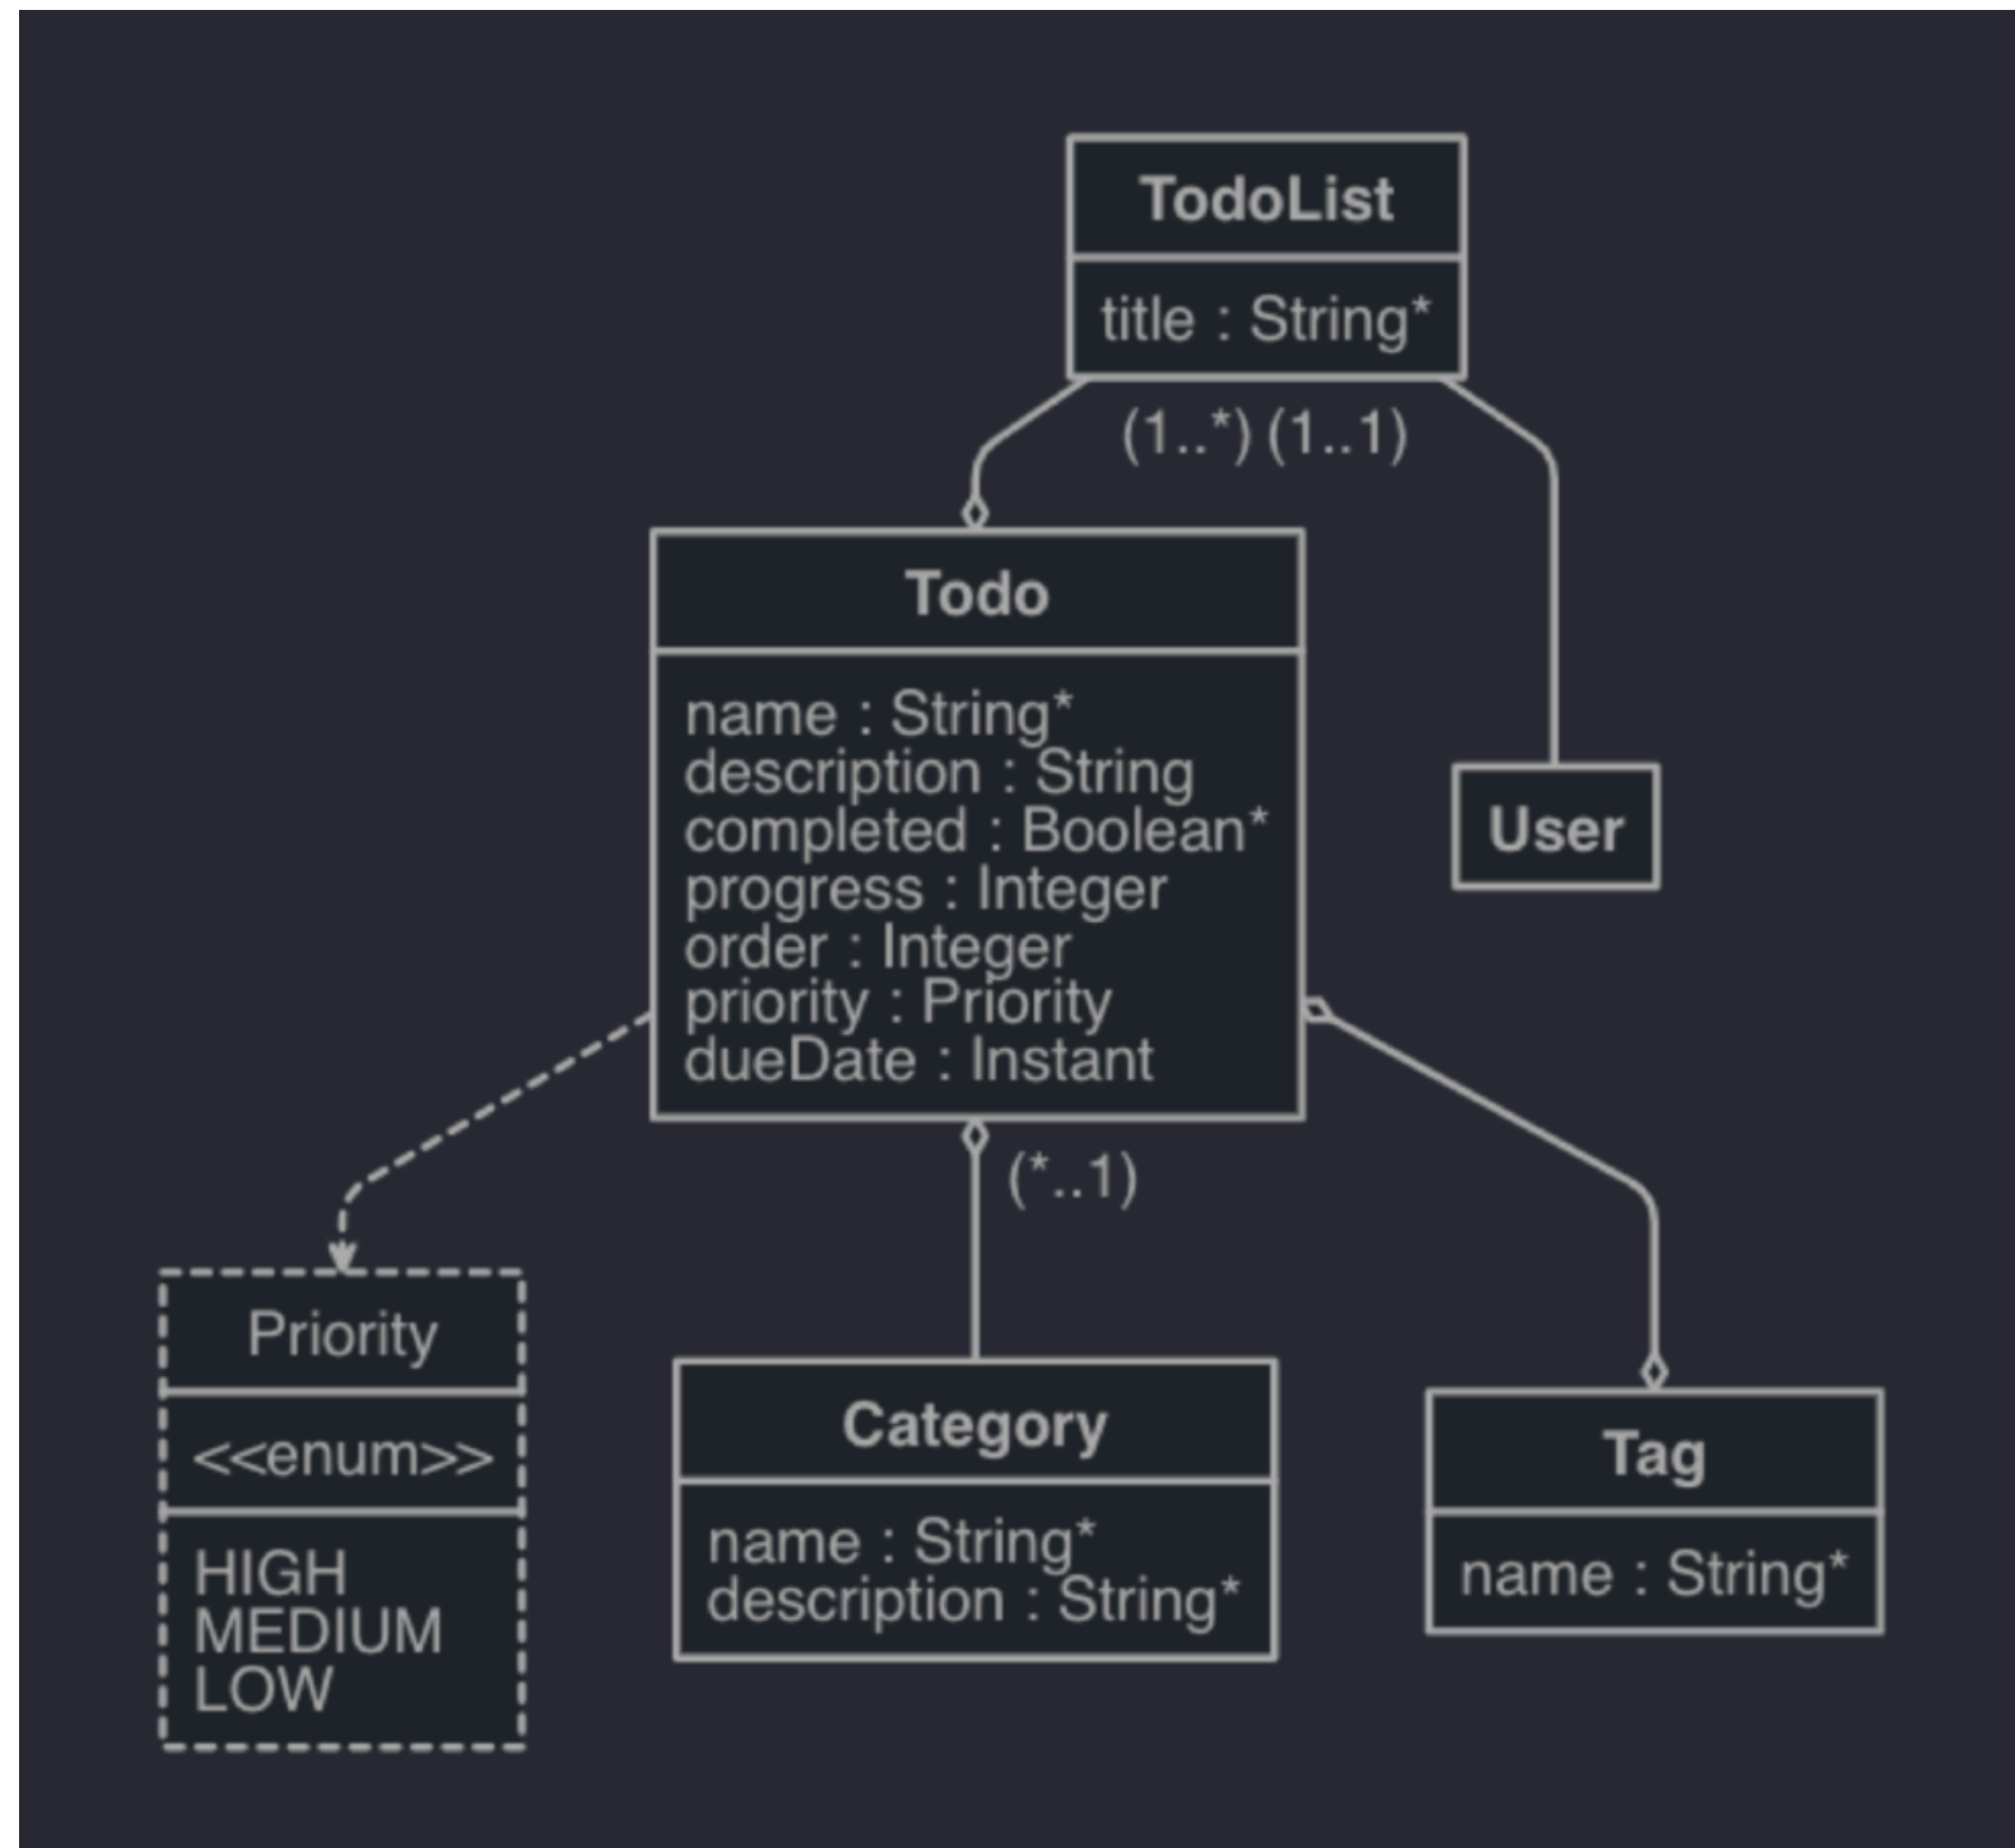 TodoList
title : String*
(1..*) (1..1)
Todo
name : String*
description : String
completed : Boolean*
progress : Integer
order : Integer
priority : Priority
dueDate : Instant
User
(*..1)
Priority
<<enum>>
HIGH
MEDIUM
LOW
Category
name : String*
description : String*
Tag
name : String*